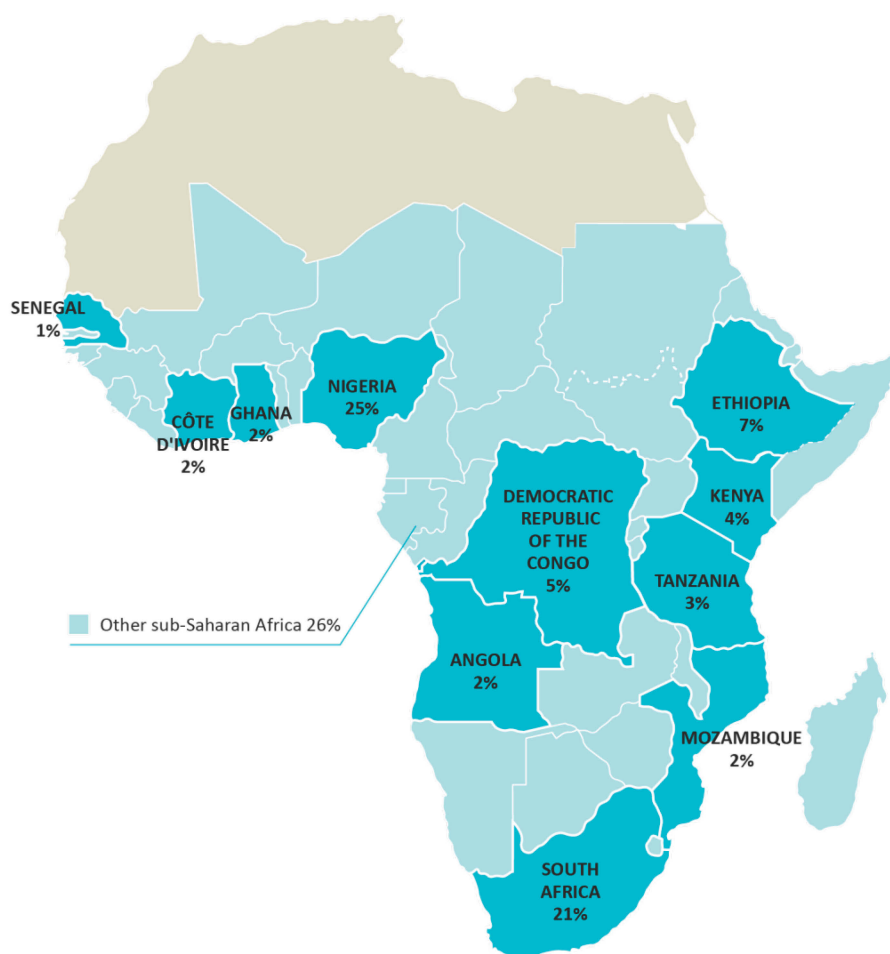 SENEGAL
1%
CÔTE
D'IVOIRE
2%
GHANA
2%
NIGERIA
25%
ETHIOPIA
7%
KENYA
4%
DEMOCRATIC
REPUBLIC
OF THE
CONGO
5%
TANZANIA
3%
Other sub-Saharan Africa 26%
ANGOLA
2%
MOZAMBIQUE
2%
SOUTH
AFRICA
21%